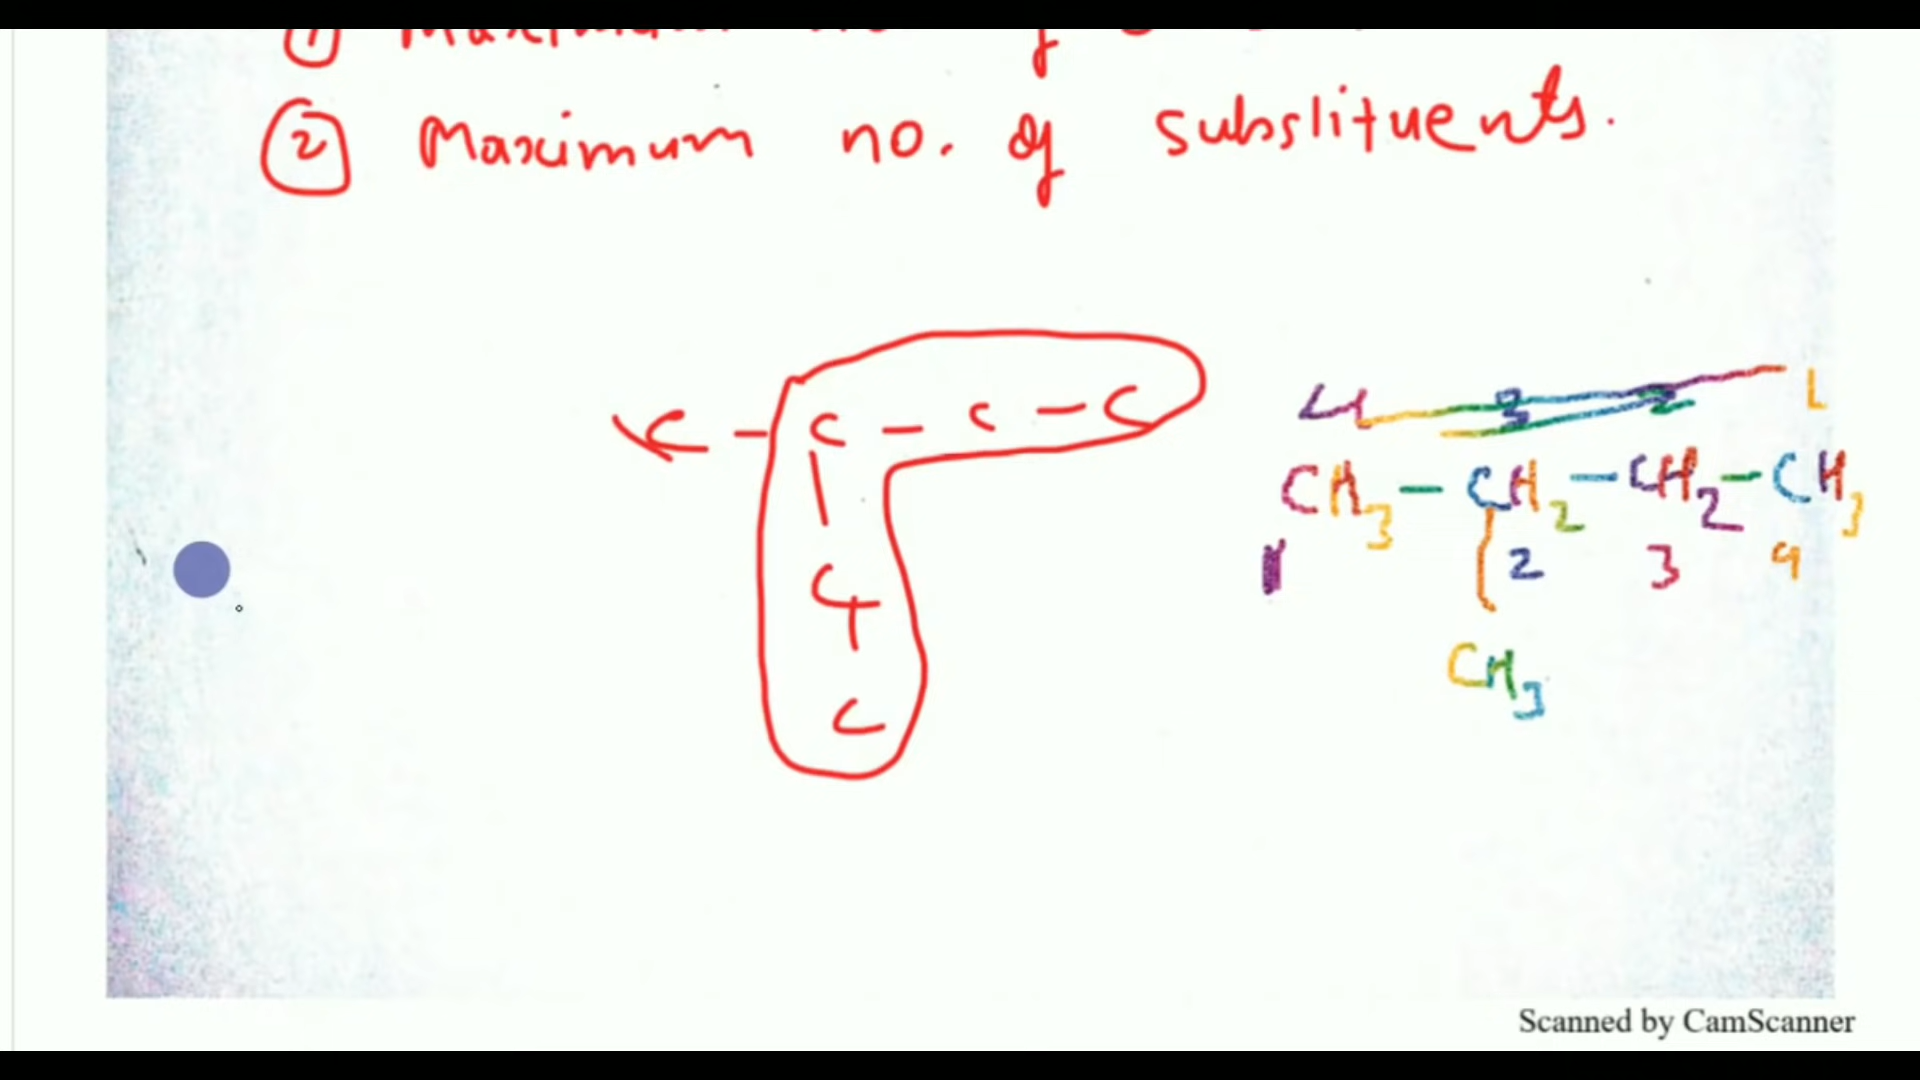 ② Maximum no. of substituents.
C - C - C - C
C
C
4 3 2 1
CH3 - CH2 - CH2 - CH3
1 2 3 4
CH3
Scanned by CamScanner